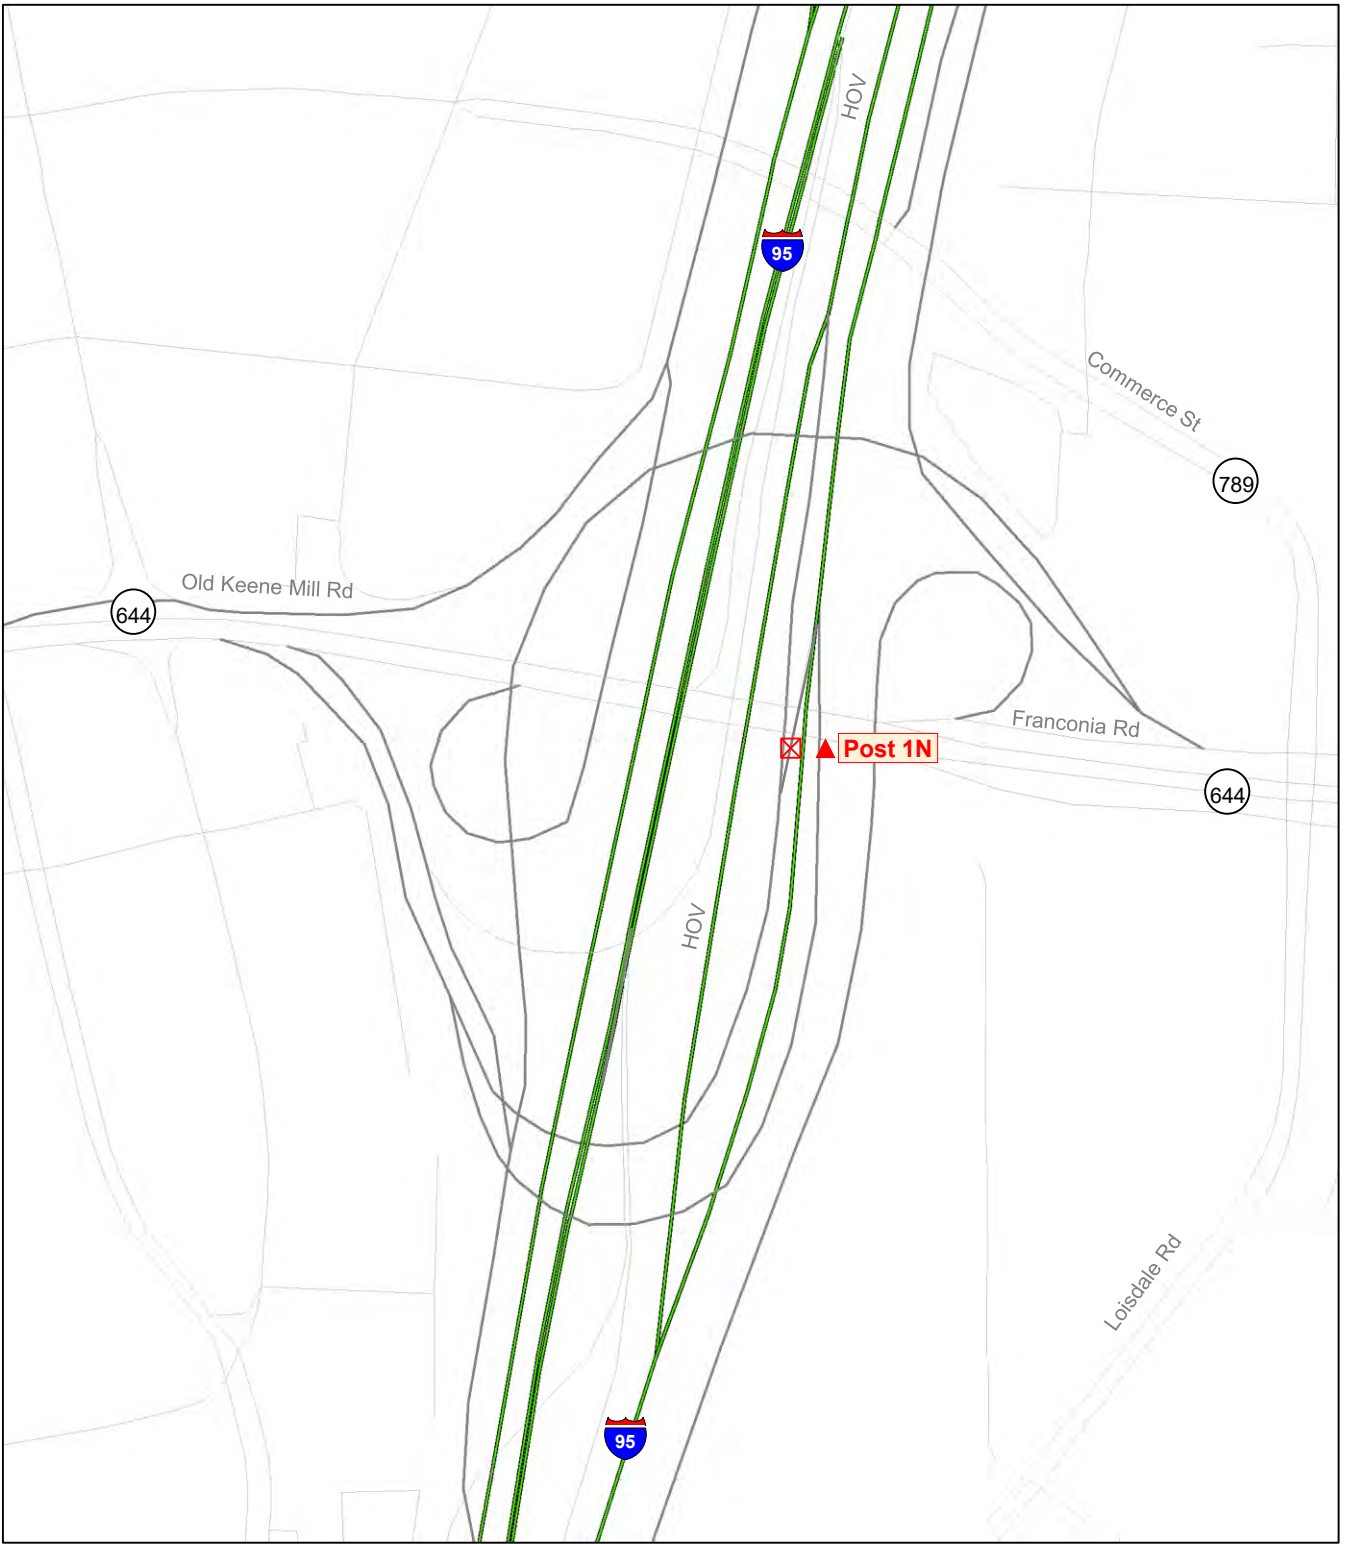 HOV
95
Commerce St
789
Old Keene Mill Rd
644
Franconia Rd
Post 1N
644
HOV
Loisdale Rd
95